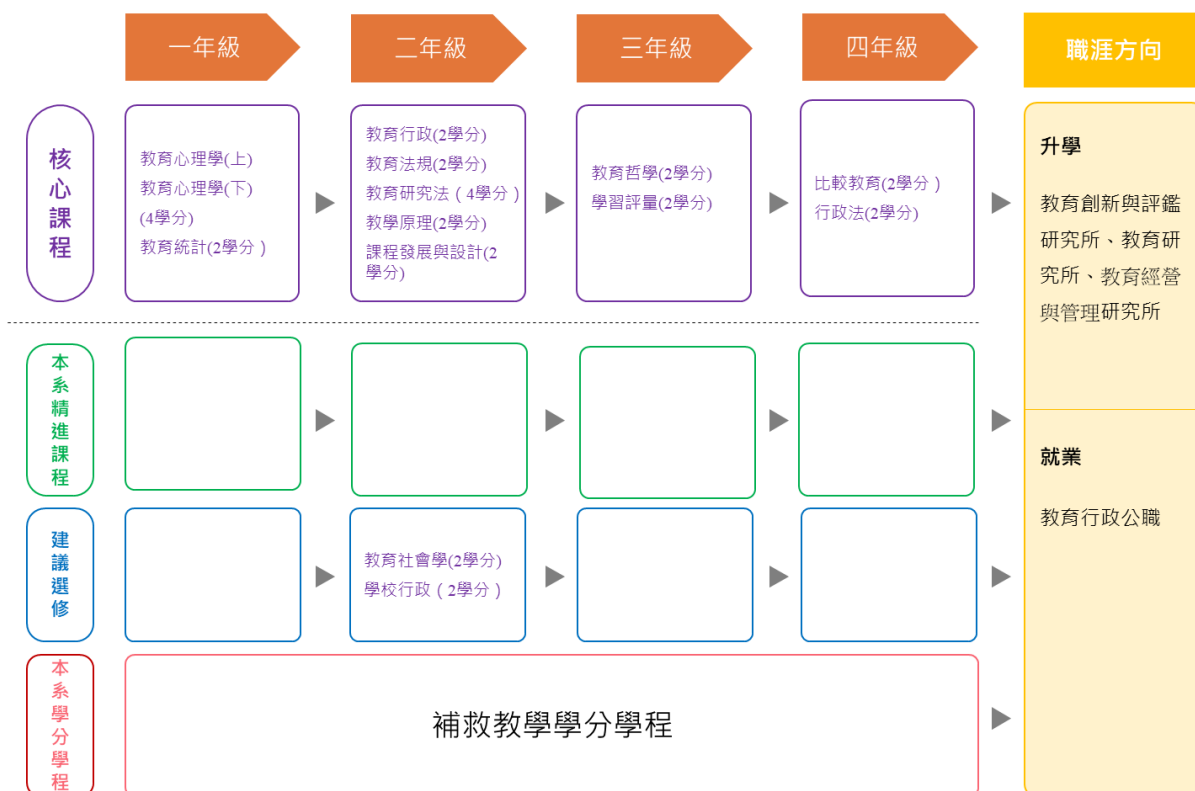 一年級
二年級
三年級
四年級
職涯方向
核心課程
教育心理學(上)
教育心理學(下)
(4學分)
教育統計(2學分）
教育行政(2學分)
教育法規(2學分)
教育研究法（4學分）
教學原理(2學分)
課程發展與設計(2
學分)
教育哲學(2學分)
學習評量(2學分)
比較教育(2學分）
行政法(2學分)
升學
教育創新與評鑑
研究所、教育研
究所、教育經營
與管理研究所
本系精進課程
建議選修
教育社會學(2學分)
學校行政（2學分）
就業
教育行政公職
本系學分學程
補救教學學分學程